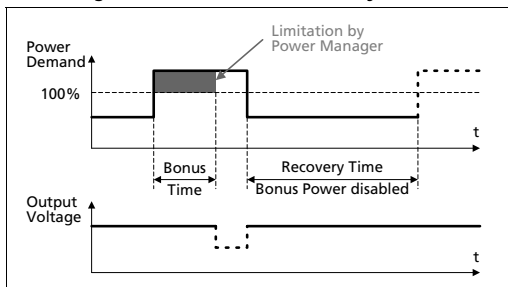 Limitation by
Power Manager
Power
Demand
100%
t
Bonus
Time
Recovery Time
Bonus Power disabled
Output
Voltage
t